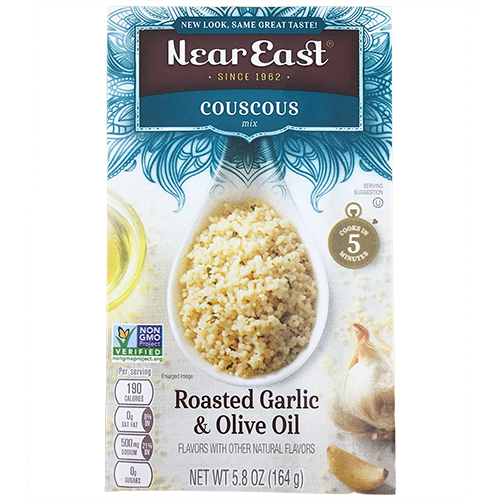 NEW LOOK, SAME GREAT TASTE!
Near East®
• SINCE 1962 •
COUSCOUS
mix
SERVING
SUGGESTION
U
COOKS IN
5
MINUTES
NON
GMO
Project
VERIFIED
nongmoproject.org
Enlarged image
Per serving
190
CALORIES
0g
SAT FAT
0%
DV
500mg
SODIUM
21%
DV
0g
SUGARS
Roasted Garlic
& Olive Oil
FLAVORS WITH OTHER NATURAL FLAVORS
NET WT 5.8 OZ (164 g)